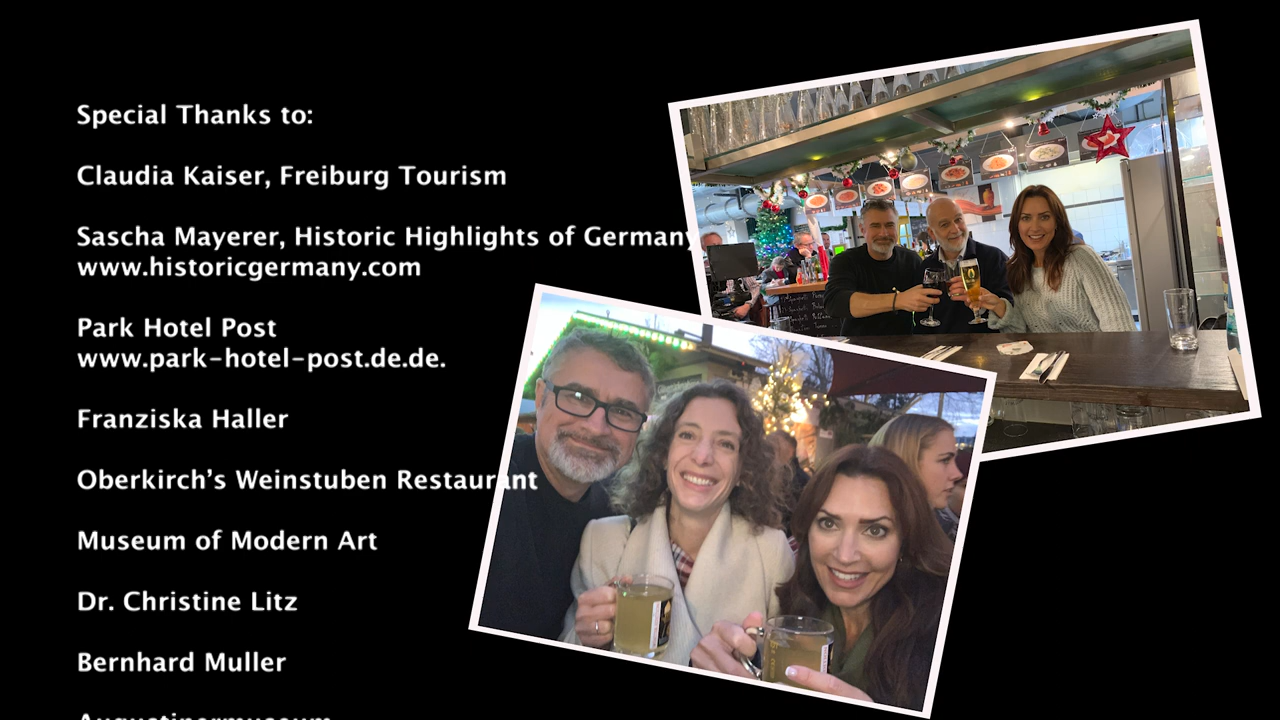 Special Thanks to:
Claudia Kaiser, Freiburg Tourism
Sascha Mayerer, Historic Highlights of Germany
www.historicgermany.com
Park Hotel Post
www.park-hotel-post.de.de.
Franziska Haller
Oberkirch's Weinstuben Restaurant
Museum of Modern Art
Dr. Christine Litz
Bernhard Muller
Augustinermuseum